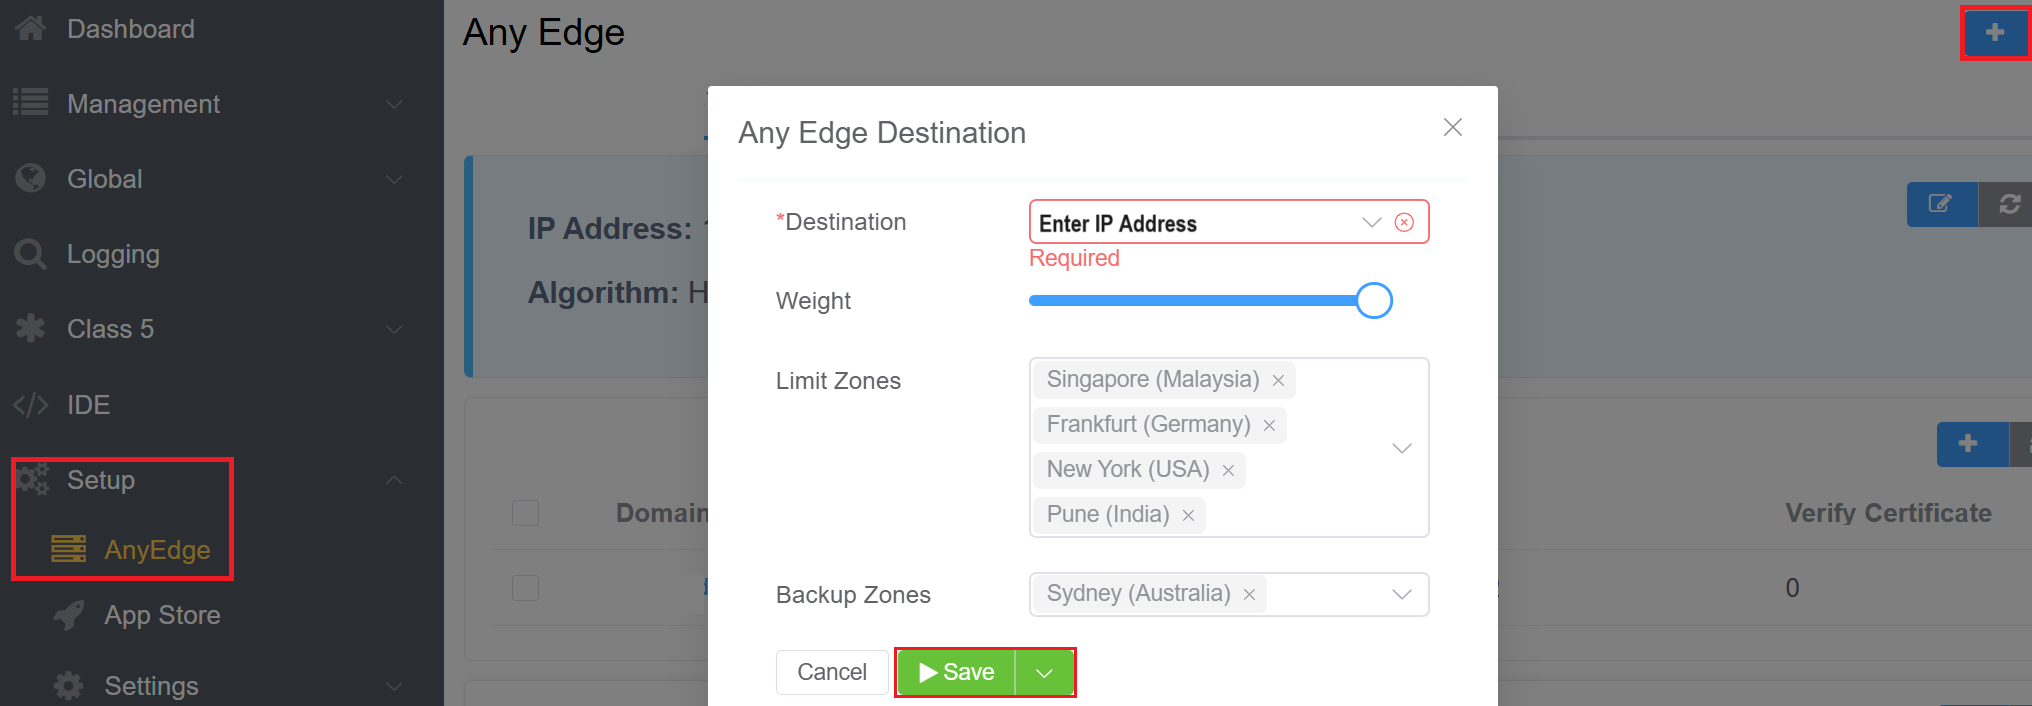 Dashboard
Management
Global
Logging
Class 5
IDE
Setup
AnyEdge
App Store
Settings
Any Edge
IP Address:
Algorithm: H
Domain
Verify Certificate
0
Any Edge Destination
*Destination
Enter IP Address
Required
Weight
Limit Zones
Singapore (Malaysia)
Frankfurt (Germany)
New York (USA)
Pune (India)
Backup Zones
Sydney (Australia)
Cancel
Save